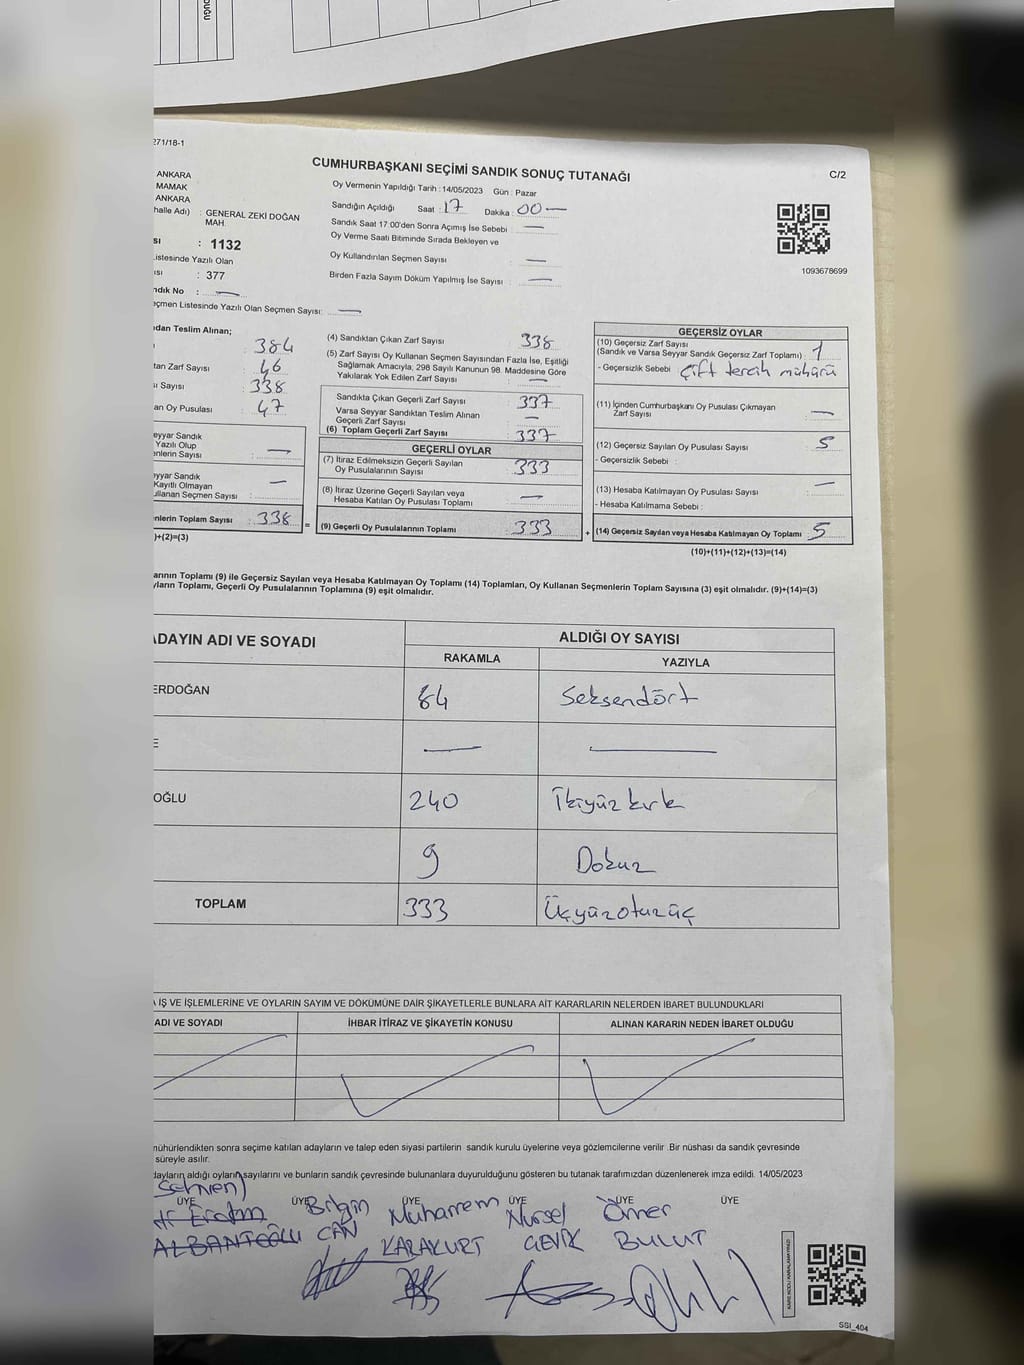 DUĞU
271/18-1
CUMHURBAŞKANI SEÇİMİ SANDIK SONUÇ TUTANAĞI
C/2
ANKARA
MAMAK
ANKARA
halle Adı) : GENERAL ZEKİ DOĞAN
MAH.
SI : 1132
Listesinde Yazılı Olan
ısı : 377
ndık No : —
eçmen Listesinde Yazılı Olan Seçmen Sayısı: —
Oy Vermenin Yapıldığı Tarih : 14/05/2023 Gün : Pazar
Sandığın Açıldığı Saat : 17 Dakika : 00 —
Sandık Saat 17:00'den Sonra Açımış İse Sebebi : —
Oy Verme Saati Bitiminde Sırada Bekleyen ve
Oy Kullandırılan Seçmen Sayısı : —
Birden Fazla Sayım Döküm Yapılmış İse Sayısı : —
1093678699
ndan Teslim Alınan;
384
tan Zarf Sayısı : 46
ı Sayısı : 338
an Oy Pusulası : 47
eyyar Sandık
Yazılı Olup
enlerin Sayısı : —
eyyar Sandık
Kayıtlı Olmayan
ullanan Seçmen Sayısı : —
enlerin Toplam Sayısı : 338 =
)+(2)=(3)
(4) Sandıktan Çıkan Zarf Sayısı : 338
(5) Zarf Sayısı Oy Kullanan Seçmen Sayısından Fazla İse, Eşitliği
Sağlamak Amacıyla, 298 Sayılı Kanunun 98. Maddesine Göre
Yakılarak Yok Edilen Zarf Sayısı : —
Sandıkta Çıkan Geçerli Zarf Sayısı : 337
Varsa Seyyar Sandıktan Teslim Alınan
Geçerli Zarf Sayısı : —
(6) Toplam Geçerli Zarf Sayısı : 337
GEÇERLİ OYLAR
(7) İtiraz Edilmeksizin Geçerli Sayılan
Oy Pusulalarının Sayısı : 333
(8) İtiraz Üzerine Geçerli Sayılan veya
Hesaba Katılan Oy Pusulası Toplamı : —
(9) Geçerli Oy Pusulalarının Toplamı : 333 +
GEÇERSİZ OYLAR
(10) Geçersiz Zarf Sayısı
(Sandık ve Varsa Seyyar Sandık Geçersiz Zarf Toplamı) : 1
- Geçersizlik Sebebi : Çift tercih mühürü
(11) İçinden Cumhurbaşkanı Oy Pusulası Çıkmayan
Zarf Sayısı : —
(12) Geçersiz Sayılan Oy Pusulası Sayısı : 5
- Geçersizlik Sebebi :
(13) Hesaba Katılmayan Oy Pusulası Sayısı : —
- Hesaba Katılmama Sebebi :
(14) Geçersiz Sayılan veya Hesaba Katılmayan Oy Toplamı : 5
(10)+(11)+(12)+(13)=(14)
arının Toplamı (9) ile Geçersiz Sayılan veya Hesaba Katılmayan Oy Toplamı (14) Toplamları, Oy Kullanan Seçmenlerin Toplam Sayısına (3) eşit olmalıdır. (9)+(14)=(3)
yların Toplamı, Geçerli Oy Pusulalarının Toplamına (9) eşit olmalıdır.
ADAYIN ADI VE SOYADI
ALDIĞI OY SAYISI
RAKAMLA YAZIYLA
ERDOĞAN 84 Seksendört
E — —
OĞLU 240 İkiyüz kırk
9 Dokuz
TOPLAM 333 Üçyüzotuzüç
A İŞ VE İŞLEMLERİNE VE OYLARIN SAYIM VE DÖKÜMÜNE DAİR ŞİKAYETLERLE BUNLARA AİT KARARLARIN NELERDEN İBARET BULUNDUKLARI
ADI VE SOYADI İHBAR İTİRAZ VE ŞİKAYETİN KONUSU ALINAN KARARIN NEDEN İBARET OLDUĞU
mühürlendikten sonra seçime katılan adayların ve talep eden siyasi partilerin sandık kurulu üyelerine veya gözlemcilerine verilir. Bir nüshası da sandık çevresinde
süreyle asılır.
dayların aldığı oyların sayılarını ve bunların sandık çevresinde bulunanlara duyurulduğunu gösteren bu tutanak tarafımızdan düzenlenerek imza edildi. 14/05/2023
ÜYE ÜYE ÜYE ÜYE ÜYE ÜYE
Bilgin Muharrem Nursel Ömer
ALBANTOĞLU CAN KARAKURT GEVİK BULUT
KARE KODU KARALAMAYINIZ!
SSI_404